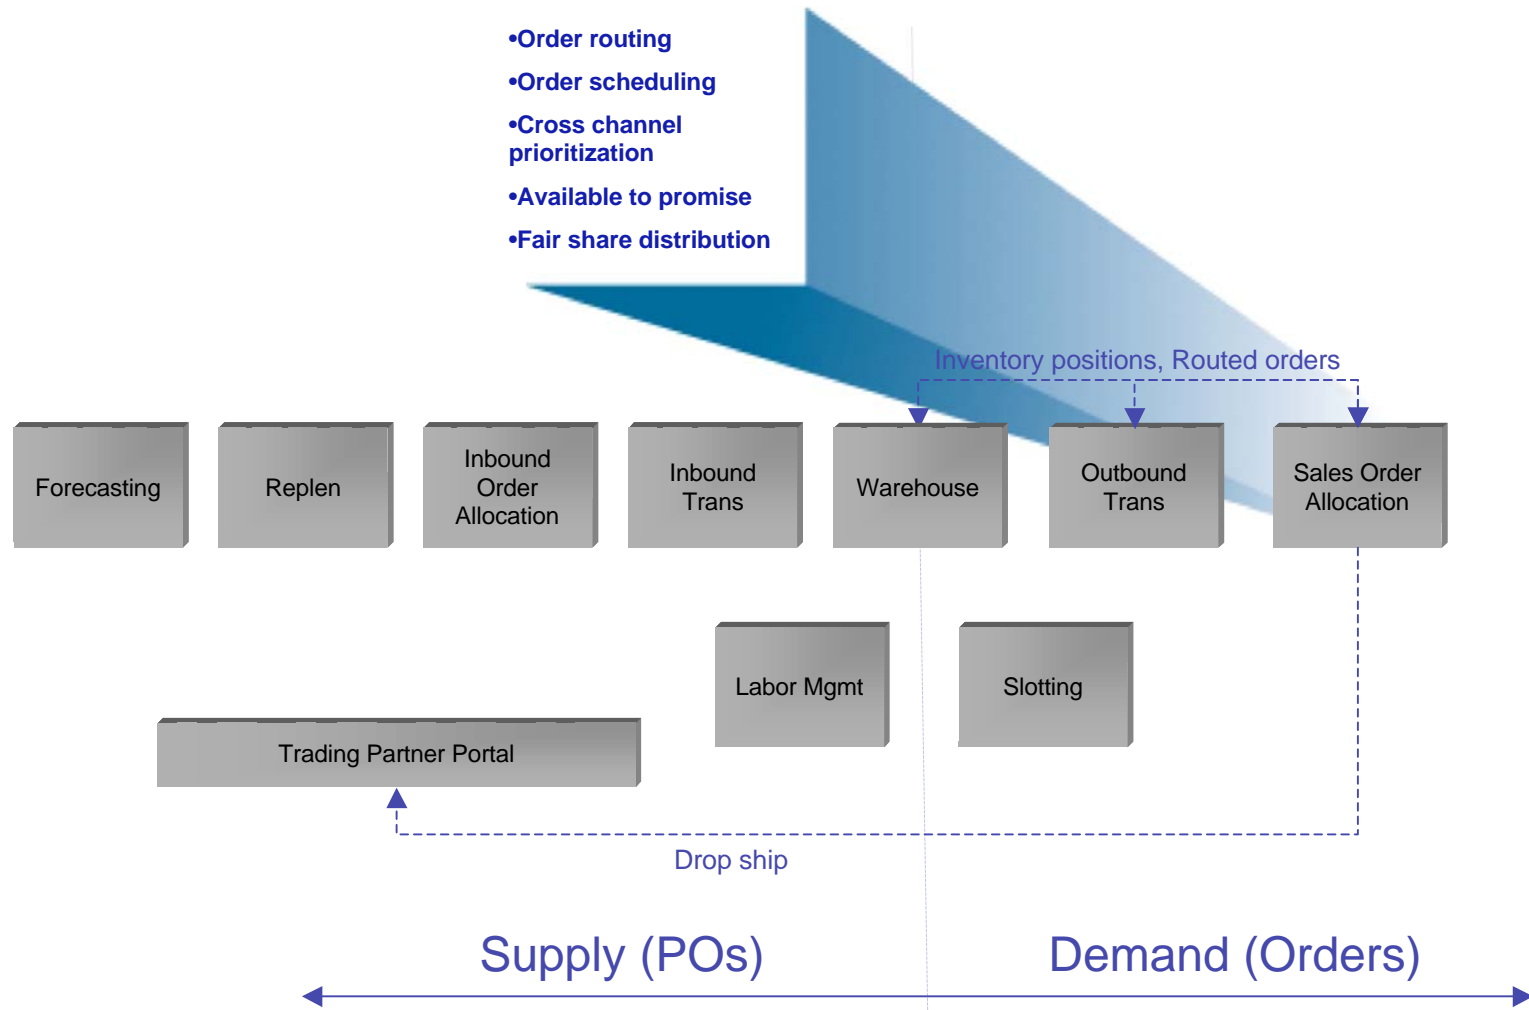 •Order routing
•Order scheduling
•Cross channel
prioritization
•Available to promise
•Fair share distribution
Inventory positions, Routed orders
Forecasting
Replen
Inbound
Order
Allocation
Inbound
Trans
Warehouse
Outbound
Trans
Sales Order
Allocation
Labor Mgmt
Slotting
Trading Partner Portal
Drop ship
Supply (POs)
Demand (Orders)